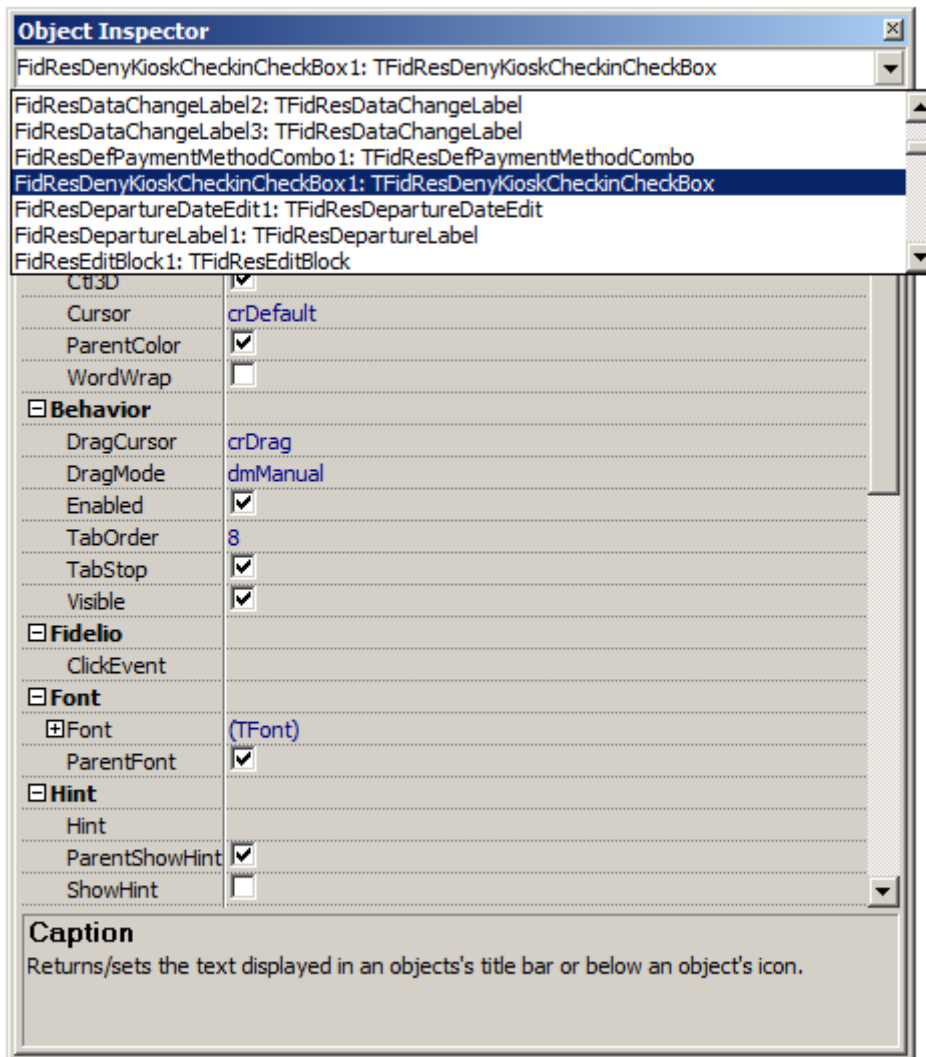 Object Inspector
FidResDenyKioskCheckinCheckBox1: TFidResDenyKioskCheckinCheckBox
FidResDataChangeLabel2: TFidResDataChangeLabel
FidResDataChangeLabel3: TFidResDataChangeLabel
FidResDefPaymentMethodCombo1: TFidResDefPaymentMethodCombo
FidResDenyKioskCheckinCheckBox1: TFidResDenyKioskCheckinCheckBox
FidResDepartureDateEdit1: TFidResDepartureDateEdit
FidResDepartureLabel1: TFidResDepartureLabel
FidResEditBlock1: TFidResEditBlock
Ctl3D
Cursor crDefault
ParentColor
WordWrap
Behavior
DragCursor crDrag
DragMode dmManual
Enabled
TabOrder 8
TabStop
Visible
Fidelio
ClickEvent
Font
Font (TFont)
ParentFont
Hint
Hint
ParentShowHint
ShowHint
Caption
Returns/sets the text displayed in an objects's title bar or below an object's icon.